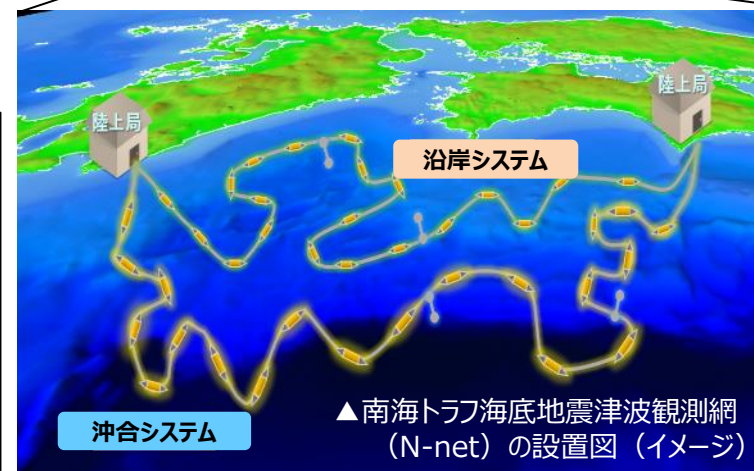 陸上局
陸上局
沿岸システム
沖合システム
▲南海トラフ海底地震津波観測網
（N-net）の設置図（イメージ）